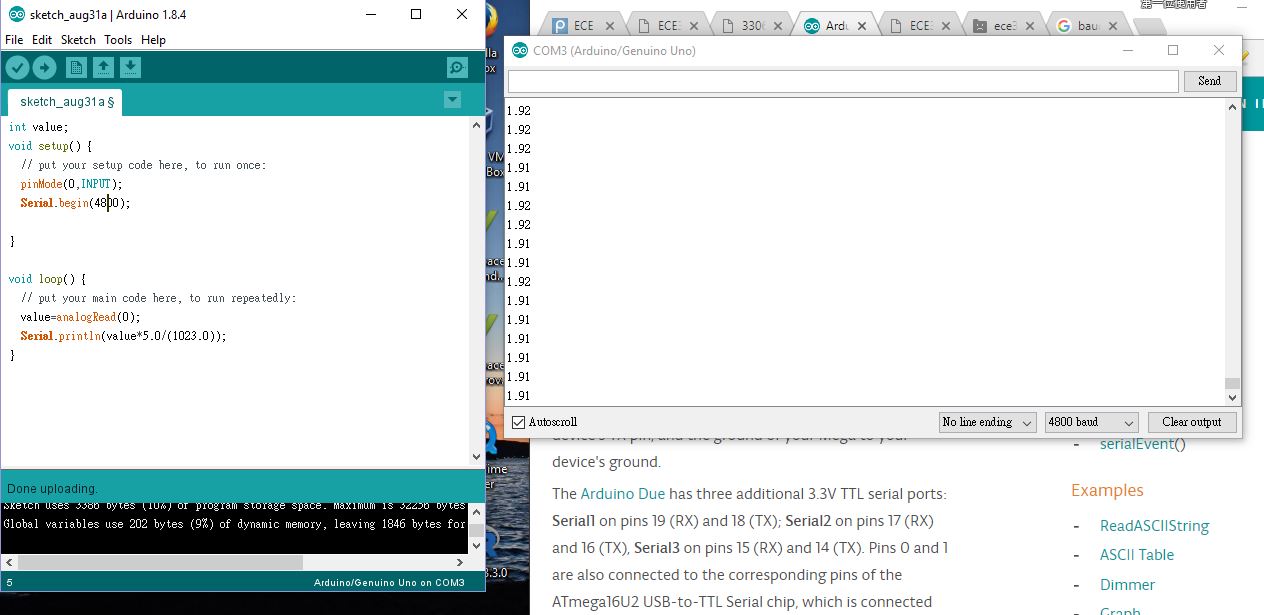 sketch_aug31a | Arduino 1.8.4
File Edit Sketch Tools Help
sketch_aug31a §
int value;
void setup() {
// put your setup code here, to run once:
pinMode(0,INPUT);
Serial.begin(4800);
}
void loop() {
// put your main code here, to run repeatedly:
value=analogRead(0);
Serial.println(value*5.0/(1023.0));
}
Done uploading.
Sketch uses 3386 bytes (10%) of program storage space. Maximum is 32256 bytes
Global variables use 202 bytes (9%) of dynamic memory, leaving 1846 bytes for
5
Arduino/Genuino Uno on COM3
ECE
ECE
330
Ardu
ECE
ece3
bau
COM3 (Arduino/Genuino Uno)
Send
1.92
1.92
1.92
1.91
1.91
1.92
1.92
1.91
1.91
1.92
1.91
1.91
1.91
1.91
1.91
1.91
Autoscroll
No line ending
4800 baud
Clear output
device's TX pin, and the ground of your Mega to your
device's ground.
The Arduino Due has three additional 3.3V TTL serial ports:
Serial1 on pins 19 (RX) and 18 (TX); Serial2 on pins 17 (RX)
and 16 (TX), Serial3 on pins 15 (RX) and 14 (TX). Pins 0 and 1
are also connected to the corresponding pins of the
ATmega16U2 USB-to-TTL Serial chip, which is connected
- serialEvent()
Examples
- ReadASCIIString
- ASCII Table
- Dimmer
- Graph
VM
Box
3.3.0